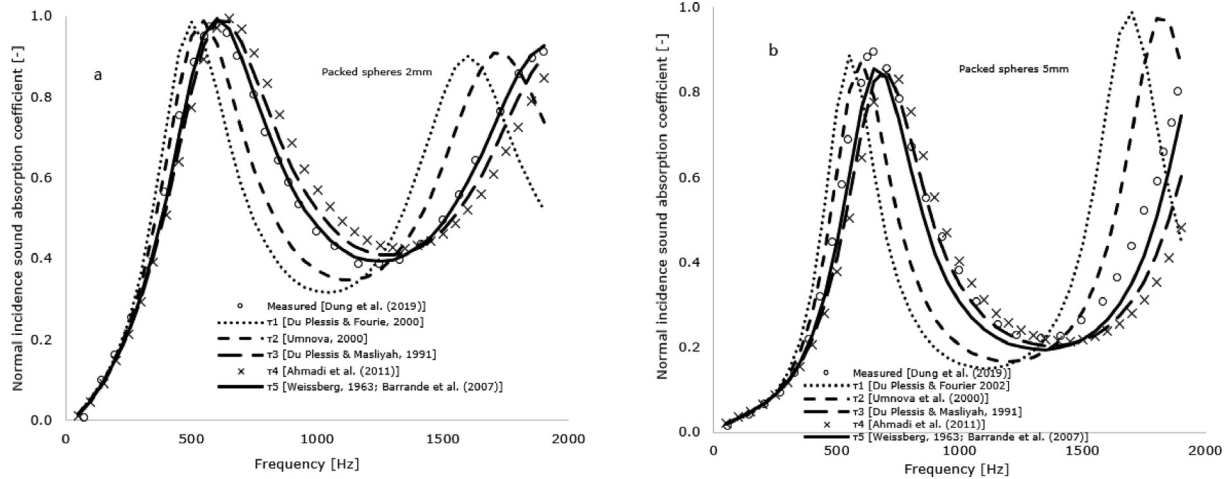 Normal incidence sound absorption coefficient [-]
1.0
0.8
0.6
0.4
0.2
0.0
a
Packed spheres 2mm
Measured [Dung et al. (2019)]
τ1 [Du Plessis & Fourie, 2000]
τ2 [Umnova, 2000]
τ3 [Du Plessis & Masliyah, 1991]
τ4 [Ahmadi et al. (2011)]
τ5 [Weissberg, 1963; Barrande et al. (2007)]
0 500 1000 1500 2000
Frequency [Hz]
Normal incidence sound absorption coefficient [-]
1.0
0.8
0.6
0.4
0.2
0.0
b
Packed spheres 5mm
Measured [Dung et al. (2019)]
τ1 [Du Plessis & Fourier 2002]
τ2 [Umnova et al. (2000)]
τ3 [Du Plessis & Masliyah, 1991]
τ4 [Ahmadi et al. (2011)]
τ5 [Weissberg, 1963; Barrande et al. (2007)]
0 500 1000 1500 2000
Frequency [Hz]